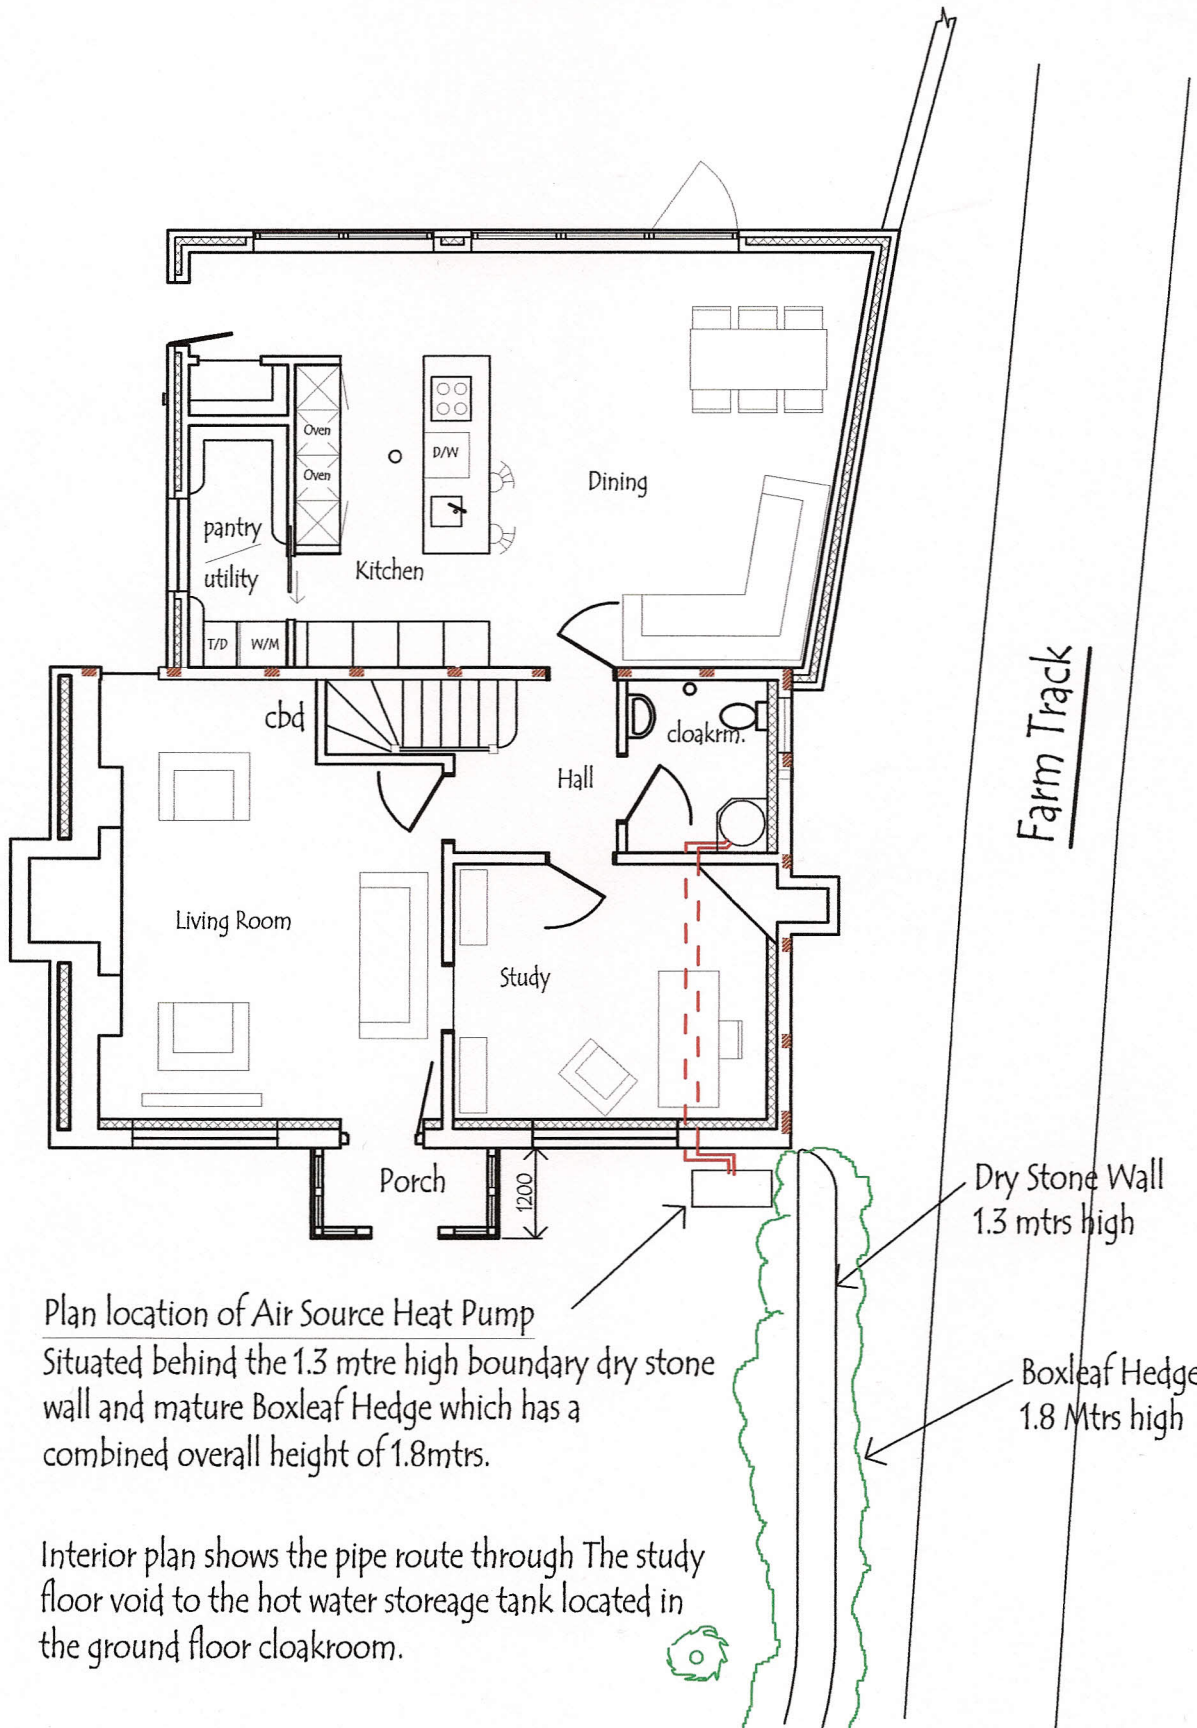 Oven
Oven
D/W
Dining
pantry
utility
Kitchen
T/D
W/M
cbd
cloakrm.
Hall
Farm Track
Living Room
Study
Porch
1200
Dry Stone Wall
1.3 mtrs high
Plan location of Air Source Heat Pump
Situated behind the 1.3 mtre high boundary dry stone
wall and mature Boxleaf Hedge which has a
combined overall height of 1.8mtrs.
Boxleaf Hedge
1.8 Mtrs high
Interior plan shows the pipe route through The study
floor void to the hot water storeage tank located in
the ground floor cloakroom.